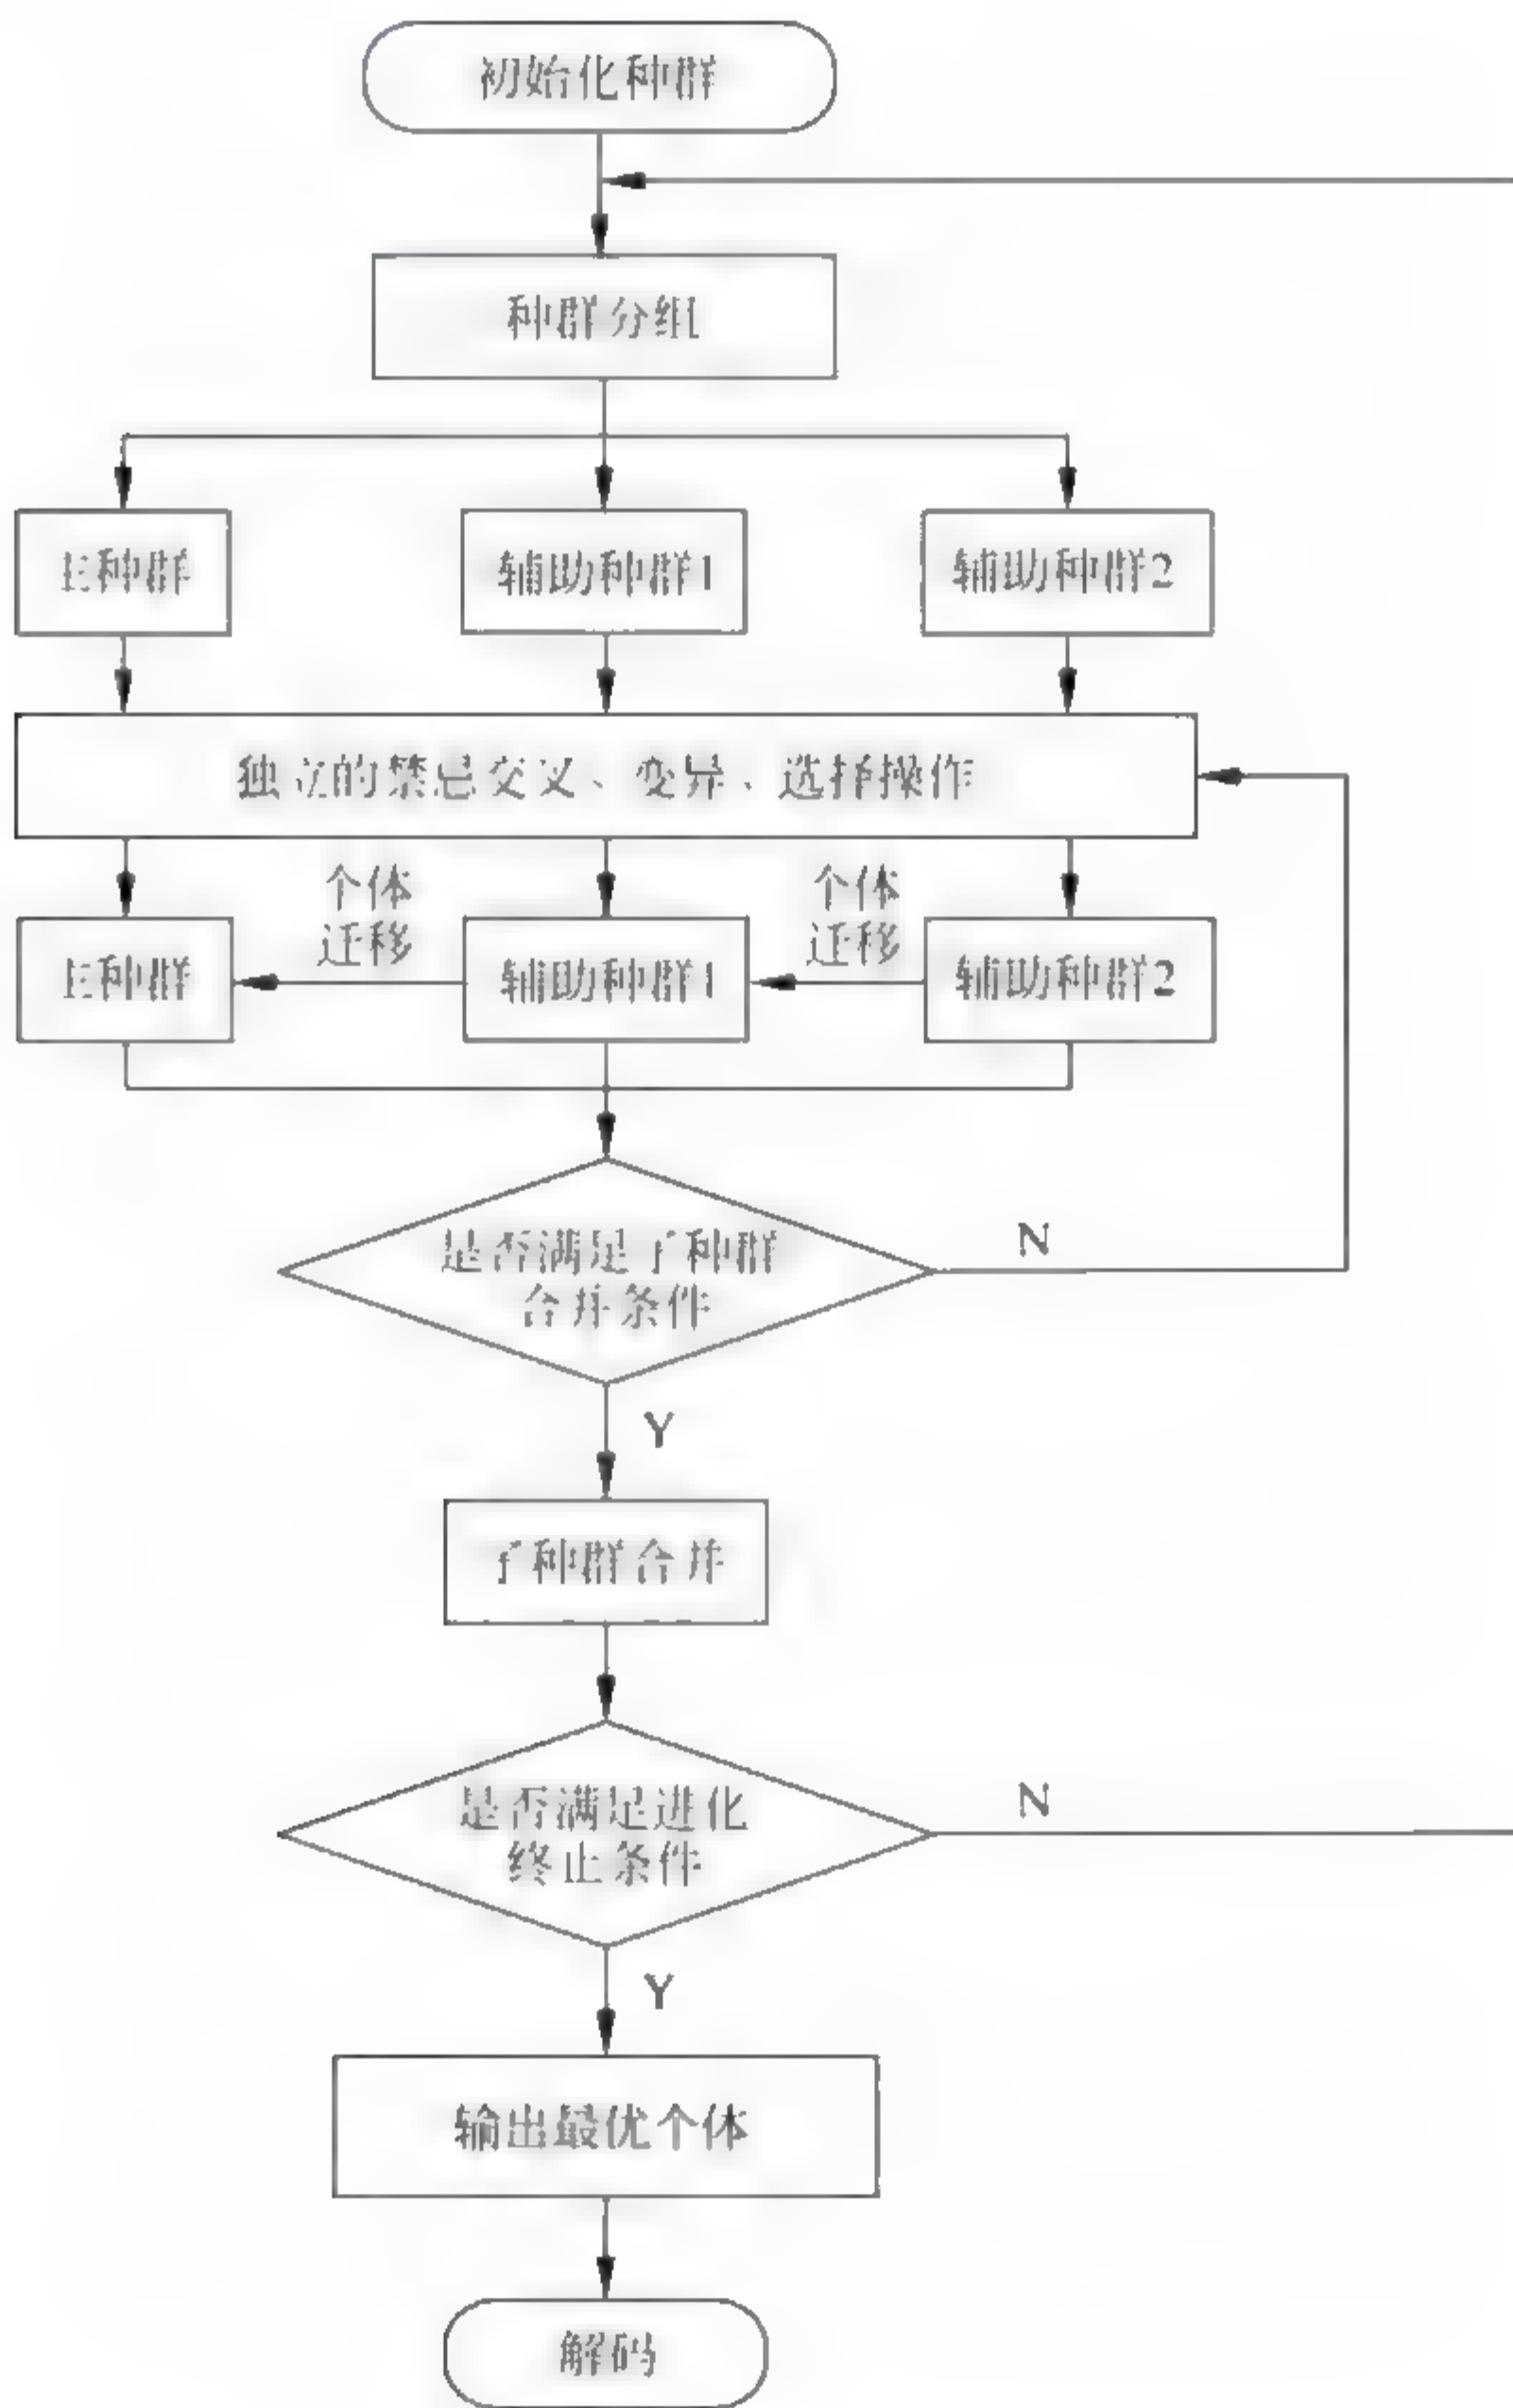 初始化种群
种群分组
主种群
辅助种群1
辅助种群2
独立的禁忌交叉、变异、选择操作
个体
迁移
个体
迁移
主种群
辅助种群1
辅助种群2
是否满足子种群
合并条件
N
Y
子种群合并
是否满足进化
终止条件
N
Y
输出最优个体
解码